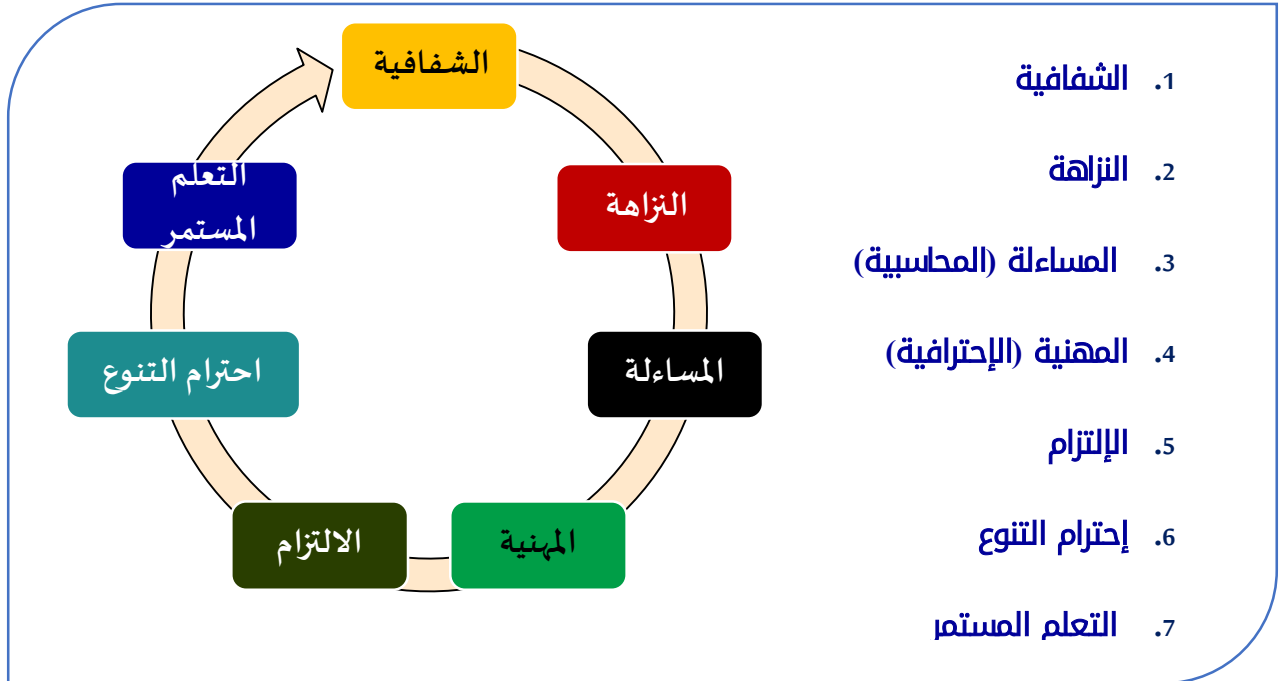 1. الشفافية
2. النزاهة
3. المساءلة (المحاسبية)
4. المهنية (الإحترافية)
5. الإلتزام
6. إحترام التنوع
7. التعلم المستمر
الشفافية
النزاهة
المساءلة
المهنية
الالتزام
احترام التنوع
التعلم
المستمر